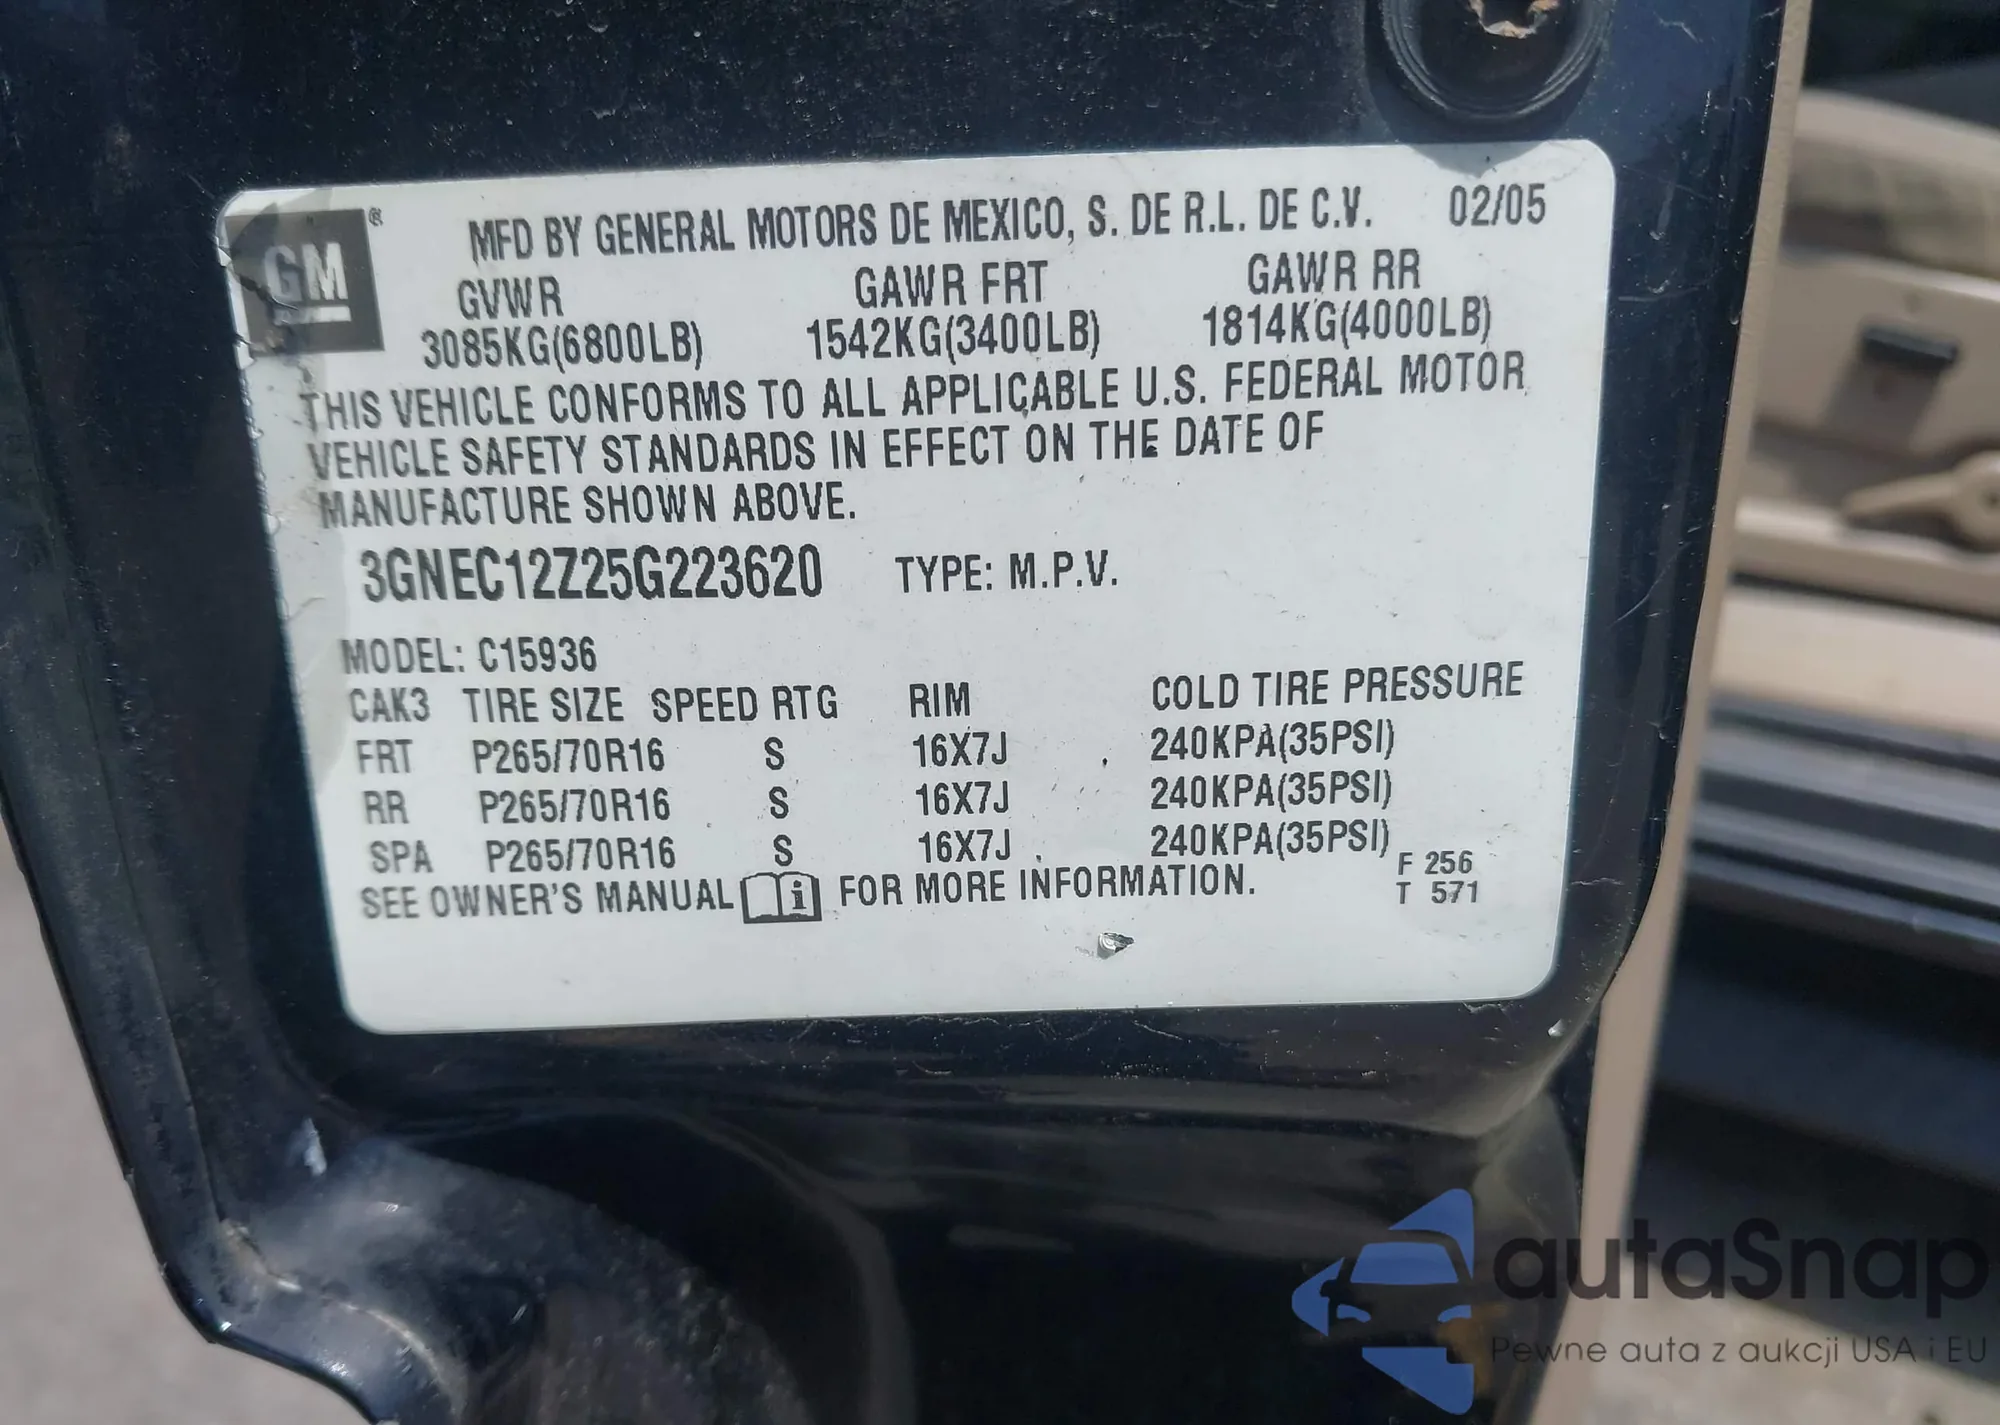 GM ®
MFD BY GENERAL MOTORS DE MEXICO, S. DE R.L. DE C.V. 02/05
GVWR GAWR FRT GAWR RR
3085KG(6800LB) 1542KG(3400LB) 1814KG(4000LB)
THIS VEHICLE CONFORMS TO ALL APPLICABLE U.S. FEDERAL MOTOR
VEHICLE SAFETY STANDARDS IN EFFECT ON THE DATE OF
MANUFACTURE SHOWN ABOVE.
3GNEC12Z25G223620 TYPE: M.P.V.
MODEL: C15936
CAK3 TIRE SIZE SPEED RTG RIM COLD TIRE PRESSURE
FRT P265/70R16 S 16X7J 240KPA(35PSI)
RR P265/70R16 S 16X7J 240KPA(35PSI)
SPA P265/70R16 S 16X7J 240KPA(35PSI)
SEE OWNER'S MANUAL i FOR MORE INFORMATION.
F 256
T 571
autaSnap
Pewne auta z aukcji USA i EU